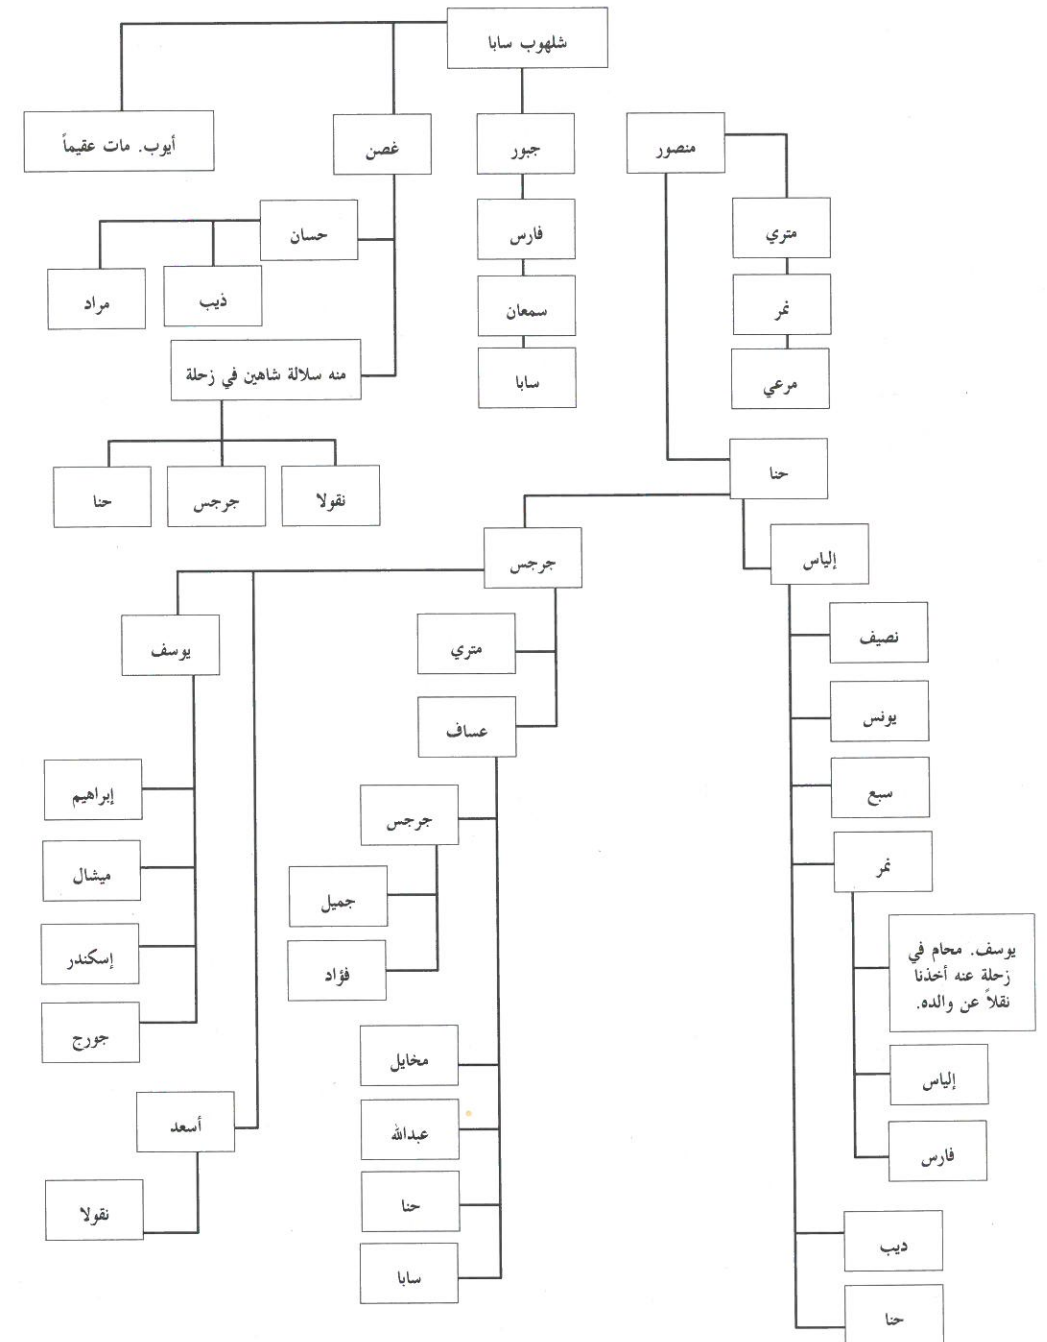 شلهوب سابا
أيوب. مات عقيماً
غصن
جبور
منصور
حسان
فارس
متري
مراد
ذيب
سمعان
نمر
منه سلالة شاهين في زحلة
سابا
مرعي
حنا
جرجس
نقولا
حنا
جرجس
إلياس
يوسف
متري
نصيف
عساف
يونس
إبراهيم
جرجس
سبع
ميشال
جميل
نمر
إسكندر
فؤاد
يوسف. محام في
زحلة عنه أخذنا
نقلاً عن والده.
جورج
مخايل
إلياس
أسعد
عبدالله
فارس
نقولا
حنا
ديب
سابا
حنا